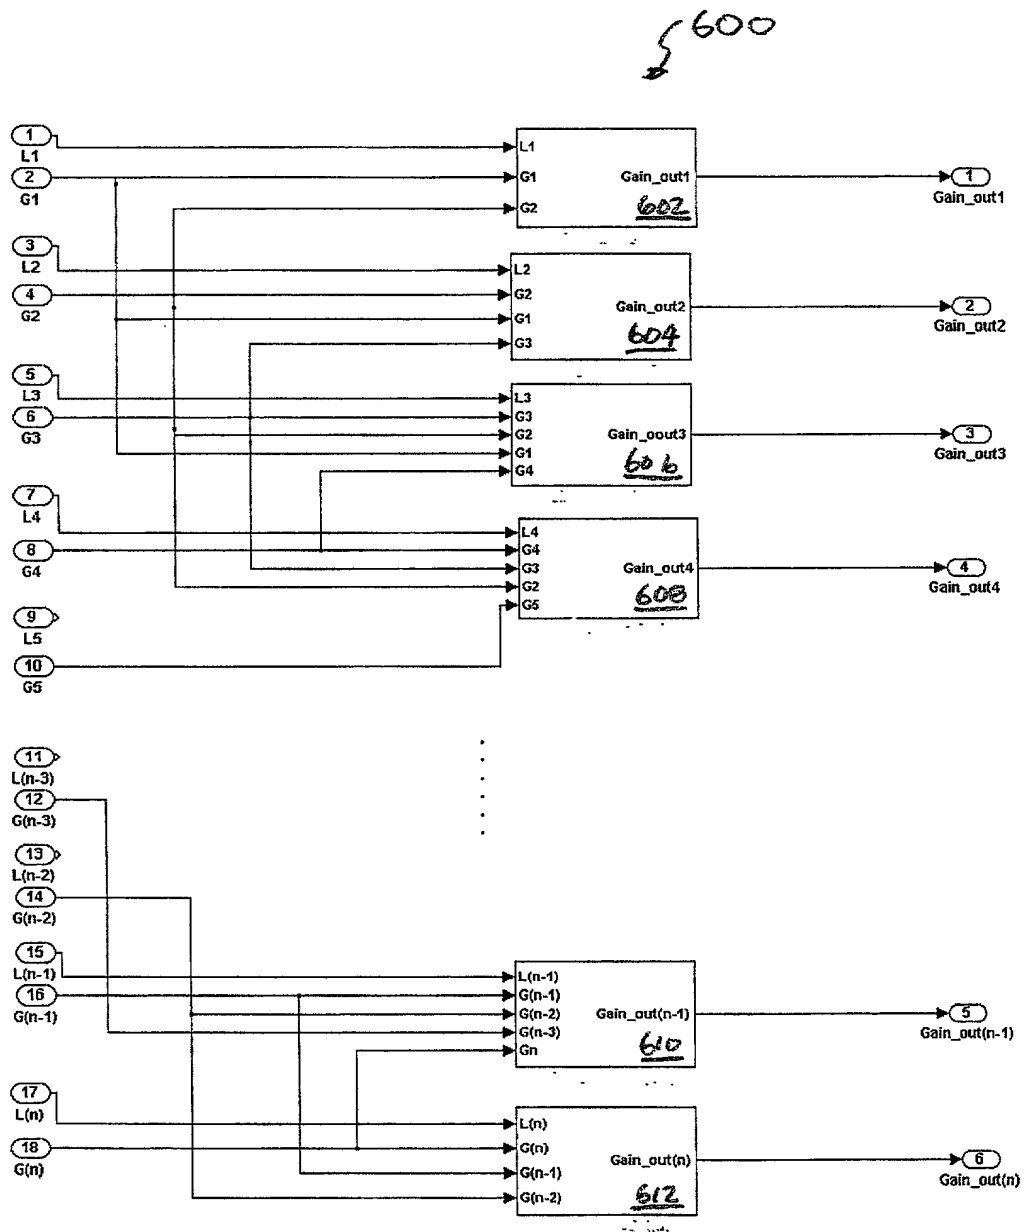 600
1
L1
2
G1
L1
G1
G2
Gain_out1
602
1
Gain_out1
3
L2
4
G2
L2
G2
G1
G3
Gain_out2
604
2
Gain_out2
5
L3
6
G3
L3
G3
G2
G1
G4
Gain_oout3
606
3
Gain_out3
7
L4
8
G4
L4
G4
G3
G2
G5
Gain_out4
608
4
Gain_out4
9
L5
10
G5
11
L(n-3)
12
G(n-3)
13
L(n-2)
14
G(n-2)
15
L(n-1)
16
G(n-1)
L(n-1)
G(n-1)
G(n-2)
G(n-3)
Gn
Gain_out(n-1)
610
5
Gain_out(n-1)
17
L(n)
18
G(n)
L(n)
G(n)
G(n-1)
G(n-2)
Gain_out(n)
612
6
Gain_out(n)